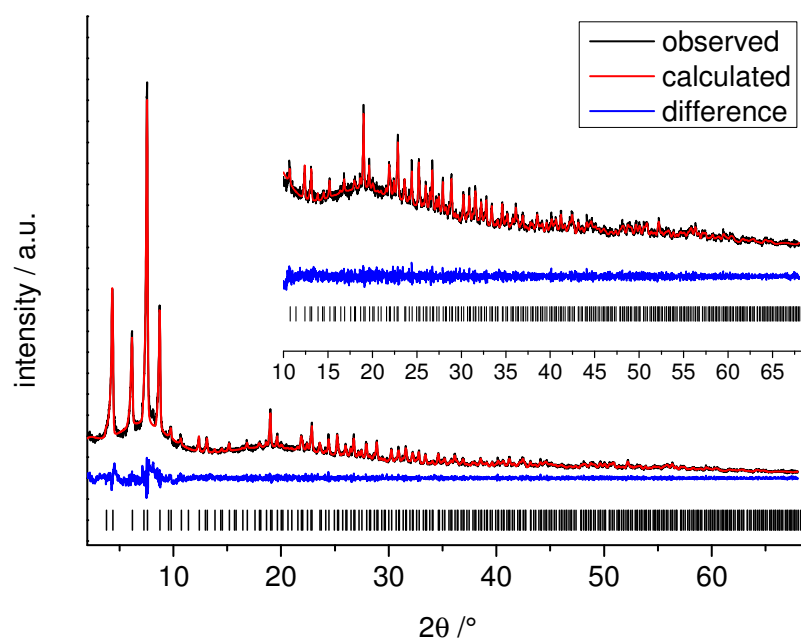 observed
calculated
difference
intensity / a.u.
10 15 20 25 30 35 40 45 50 55 60 65
10 20 30 40 50 60
2θ /°